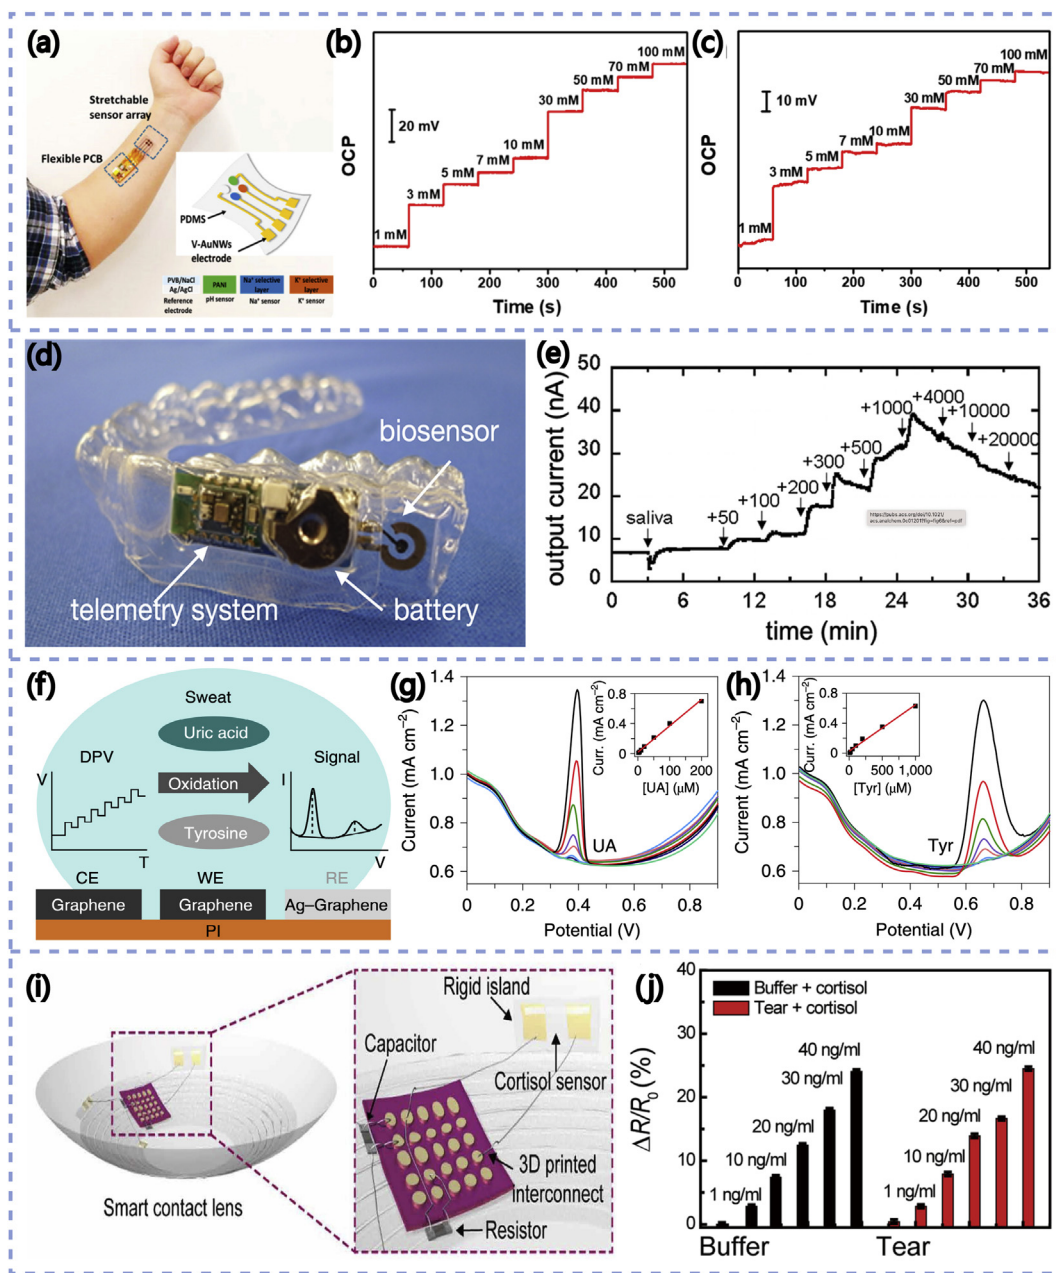 (a)
Stretchable
sensor array
Flexible PCB
PDMS
V-AuNWs
electrode
PVB/NaCl
Ag/AgCl
PANI
Na⁺ selective
layer
K⁺ selective
layer
Reference
electrode
pH sensor
Na⁺ sensor
K⁺ sensor
(b)
OCP
20 mV
1 mM
3 mM
5 mM
7 mM
10 mM
30 mM
50 mM
70 mM
100 mM
0 100 200 300 400 500
Time (s)
(c)
OCP
10 mV
1 mM
3 mM
5 mM
7 mM
10 mM
30 mM
50 mM
70 mM
100 mM
0 100 200 300 400 500
Time (s)
(d)
biosensor
telemetry system
battery
(e)
output current (nA)
50
40
30
20
10
0
saliva
+50
+100
+200
+300
+500
+1000
+4000
+10000
+20000
0 6 12 18 24 30 36
time (min)
(f)
Sweat
Uric acid
DPV
Signal
V
Oxidation
I
Tyrosine
T
V
CE
WE
RE
Graphene
Graphene
Ag–Graphene
PI
(g)
Current (mA cm⁻²)
1.4
1.2
1.0
0.8
0.6
Curr. (mA cm⁻²)
0.8
0.4
0
0 100 200
[UA] (μM)
UA
0 0.2 0.4 0.6 0.8
Potential (V)
(h)
Current (mA cm⁻²)
1.4
1.2
1.0
0.8
0.6
Curr. (mA cm⁻²)
0.8
0.4
0
0 500 1,000
[Tyr] (μM)
Tyr
0 0.2 0.4 0.6 0.8
Potential (V)
(i)
Smart contact lens
Rigid island
Capacitor
Cortisol sensor
3D printed
interconnect
Resistor
(j)
ΔR/R₀ (%)
40
30
20
10
0
Buffer + cortisol
Tear + cortisol
1 ng/ml
10 ng/ml
20 ng/ml
30 ng/ml
40 ng/ml
1 ng/ml
10 ng/ml
20 ng/ml
30 ng/ml
40 ng/ml
Buffer
Tear